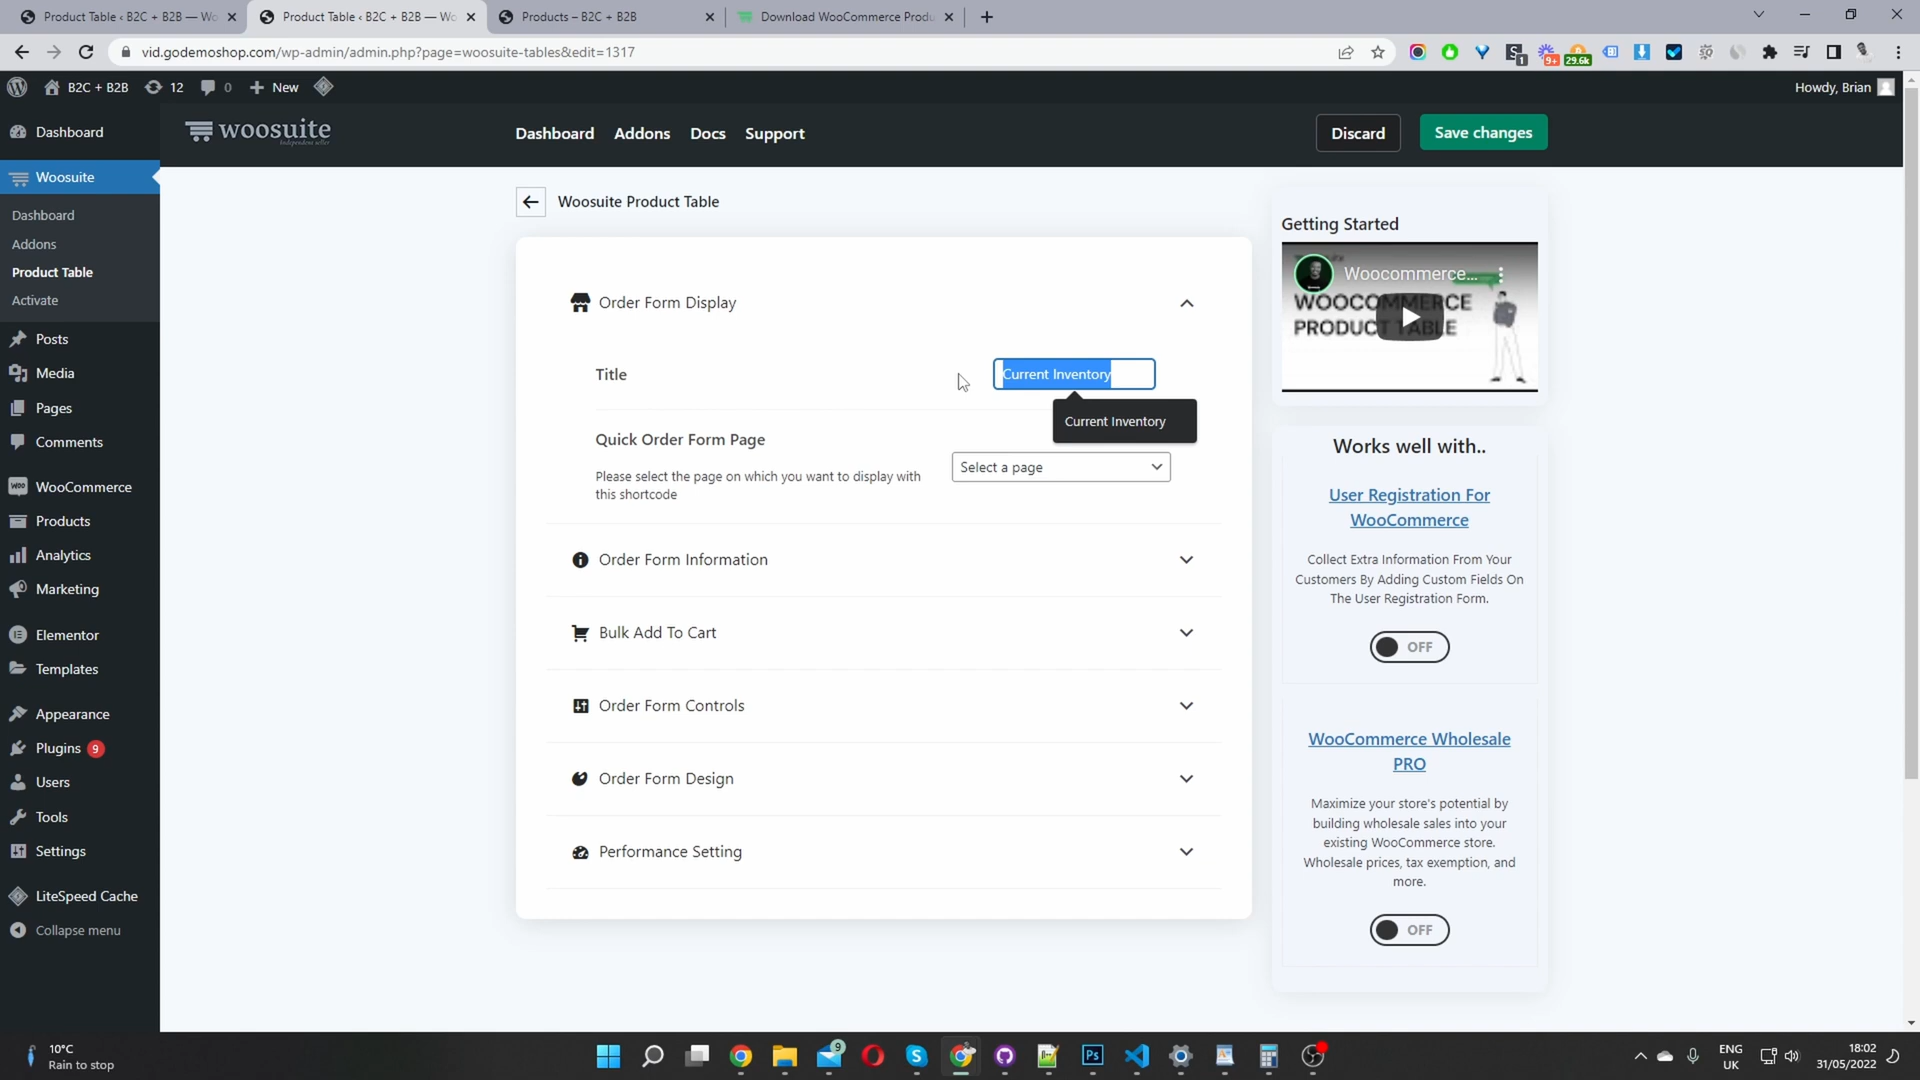 Product Table ‹ B2C + B2B — Wo
Product Table ‹ B2C + B2B — Wo
Products – B2C + B2B
Download WooCommerce Produ
vid.godemoshop.com/wp-admin/admin.php?page=woosuite-tables&edit=1317
1
9+
29.6k
B2C + B2B
12
0
New
Howdy, Brian
Dashboard
woosuite
Independent seller
Dashboard
Addons
Docs
Support
Discard
Save changes
Woosuite
Dashboard
Addons
Product Table
Activate
Posts
Media
Pages
Comments
WooCommerce
Products
Analytics
Marketing
Elementor
Templates
Appearance
Plugins 9
Users
Tools
Settings
LiteSpeed Cache
Collapse menu
Woosuite Product Table
Order Form Display
Title
Current Inventory
Current Inventory
Quick Order Form Page
Please select the page on which you want to display with
this shortcode
Select a page
Order Form Information
Bulk Add To Cart
Order Form Controls
Order Form Design
Performance Setting
Getting Started
Woocommerce...
WOOCOMMERCE
PRODUCT TABLE
Works well with..
User Registration For
WooCommerce
Collect Extra Information From Your
Customers By Adding Custom Fields On
The User Registration Form.
OFF
WooCommerce Wholesale
PRO
Maximize your store's potential by
building wholesale sales into your
existing WooCommerce store.
Wholesale prices, tax exemption, and
more.
OFF
10°C
Rain to stop
9
Ps
ENG
UK
18:02
31/05/2022